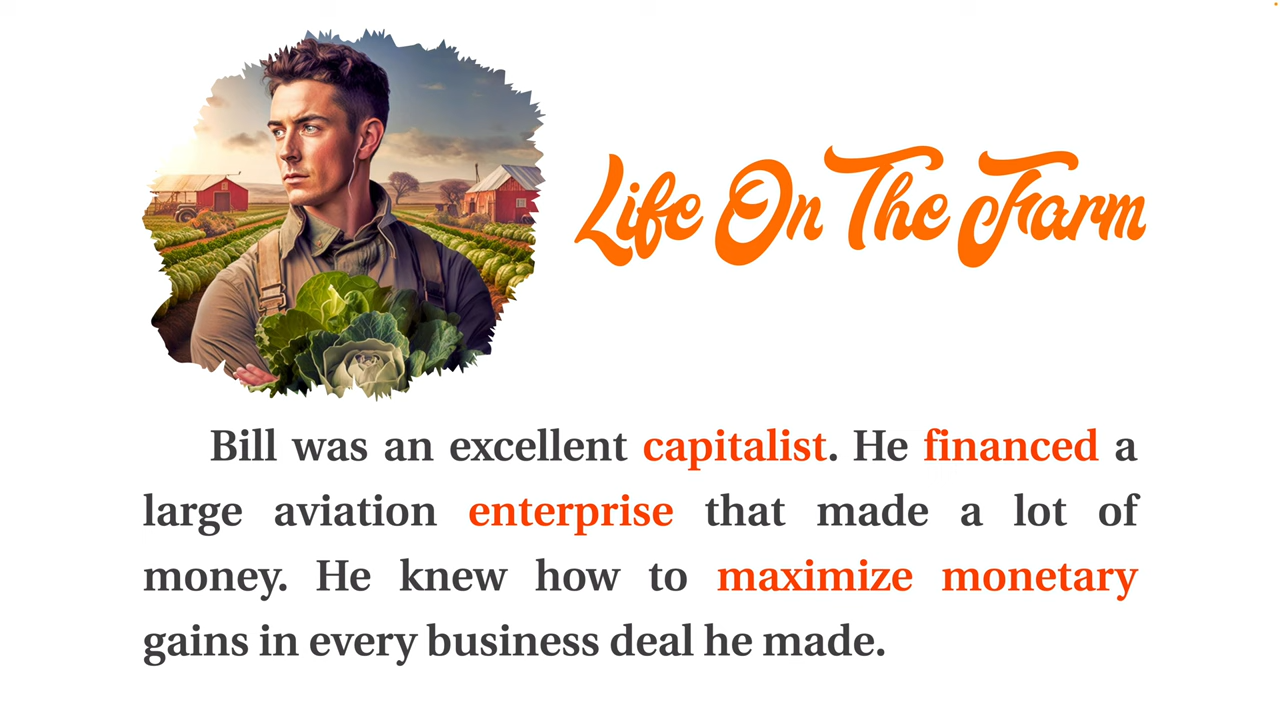 Life On The Farm
Bill was an excellent capitalist. He financed a
large aviation enterprise that made a lot of
money. He knew how to maximize monetary
gains in every business deal he made.